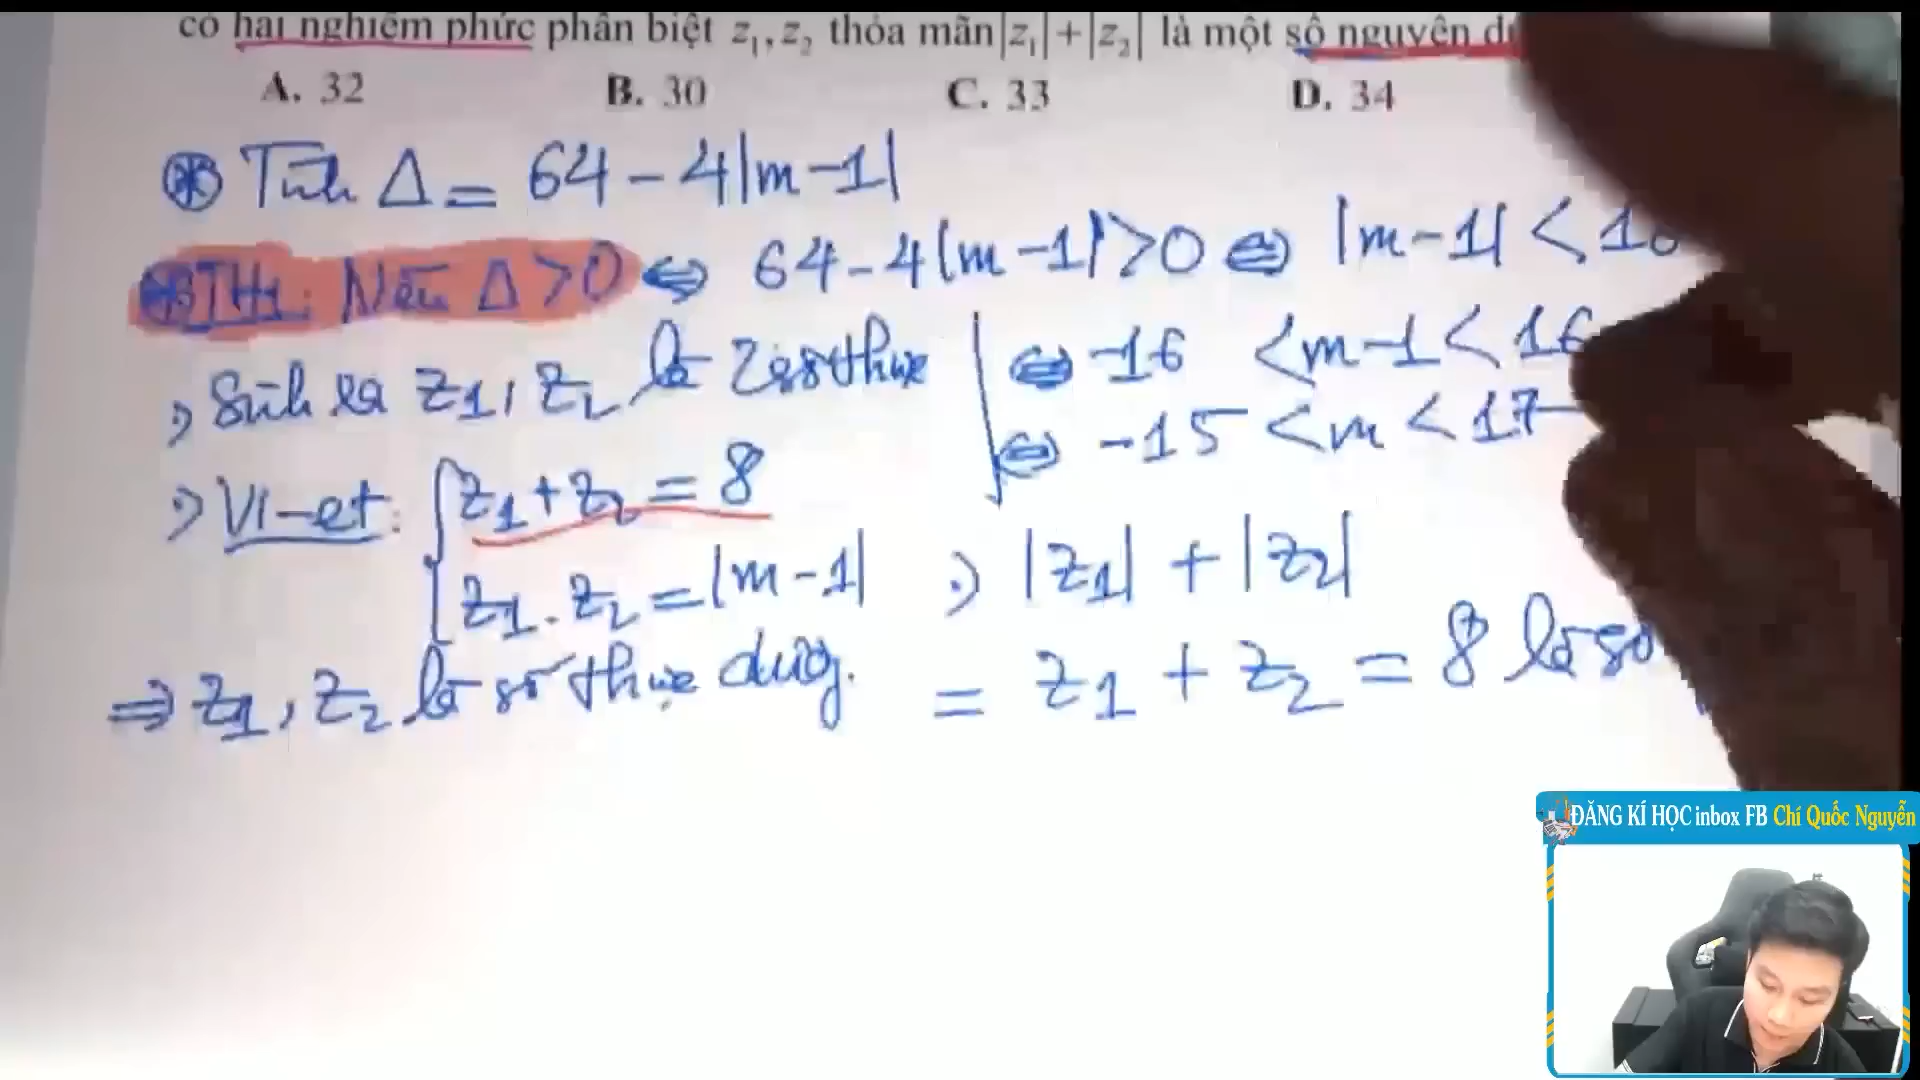 có hai nghiệm phức phân biệt z₁, z₂ thỏa mãn |z₁|+|z₂| là một số nguyên
A. 32 B. 30 C. 33 D. 34
Tính Δ = 64 - 4|m-1|
TH1: Nếu Δ > 0 ⇔ 64 - 4|m-1| > 0 ⇔ |m-1| < 16
Sinh ra z1, z2 là 2 số thực ⇔ -16 < m-1 < 16
⇔ -15 < m < 17
Vi-et: { z1 + z2 = 8
z1 . z2 = |m-1| |z1| + |z2|
⇒ z1, z2 là số thực dương. = z1 + z2 = 8 là số
ĐĂNG KÍ HỌC inbox FB Chí Quốc Nguyễn